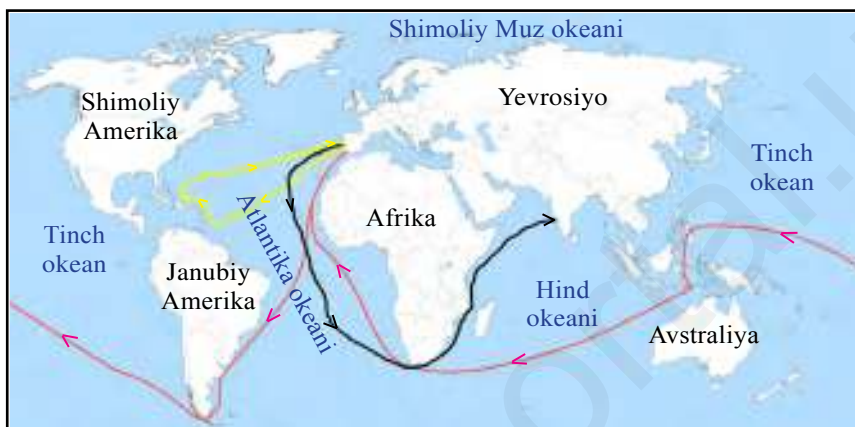 Shimoliy Muz okeani
Shimoliy
Amerika
Yevrosiyo
Tinch
okean
Afrika
Atlantika okeani
Tinch
okean
Janubiy
Amerika
Hind
okeani
Avstraliya